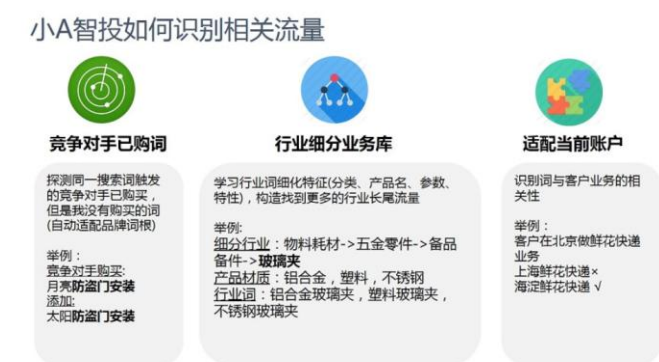 小A智投如何识别相关流量
竞争对手已购词
探测同一搜索词触发
的竞争对手已购买，
但是我没有购买的词
(自动适配品牌词根)
举例：
竞争对手购买:
月亮防盗门安装
添加:
太阳防盗门安装
行业细分业务库
学习行业词细化特征(分类、产品名、参数、
特性)，构造找到更多的行业长尾流量
举例:
细分行业：物料耗材->五金零件->备品
备件->玻璃夹
产品材质：铝合金，塑料，不锈钢
行业词：铝合金玻璃夹，塑料玻璃夹，
不锈钢玻璃夹
适配当前账户
识别词与客户业务的相
关性
举例：
客户在北京做鲜花快递
业务
上海鲜花快递×
海淀鲜花快递 √